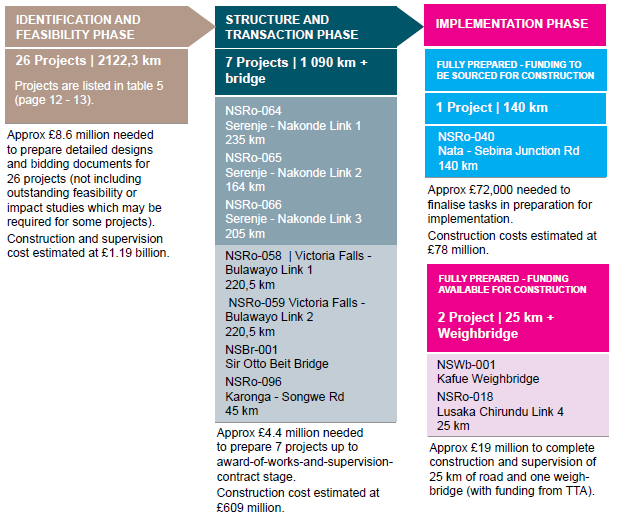 IDENTIFICATION AND
FEASIBILITY PHASE
26 Projects | 2122,3 km
Projects are listed in table 5
(page 12 - 13).
Approx £8.6 million needed
to prepare detailed designs
and bidding documents for
26 projects (not including
outstanding feasibility or
impact studies which may be
required for some projects).
Construction and supervision
cost estimated at £1.19 billion.
STRUCTURE AND
TRANSACTION PHASE
7 Projects | 1 090 km +
bridge
NSRo-064
Serenje - Nakonde Link 1
235 km
NSRo-065
Serenje - Nakonde Link 2
164 km
NSRo-066
Serenje - Nakonde Link 3
205 km
NSRo-058 | Victoria Falls -
Bulawayo Link 1
220,5 km
NSRo-059 Victoria Falls -
Bulawayo Link 2
220,5 km
NSBr-001
Sir Otto Beit Bridge
NSRo-096
Karonga - Songwe Rd
45 km
Approx £4.4 million needed
to prepare 7 projects up to
award-of-works-and-supervision-
contract stage.
Construction cost estimated at
£609 million.
IMPLEMENTATION PHASE
FULLY PREPARED - FUNDING TO
BE SOURCED FOR CONSTRUCTION
1 Project | 140 km
NSRo-040
Nata - Sebina Junction Rd
140 km
Approx £72,000 needed to
finalise tasks in preparation for
implementation.
Construction costs estimated at
£78 million.
FULLY PREPARED - FUNDING
AVAILABLE FOR CONSTRUCTION
2 Project | 25 km +
Weighbridge
NSWb-001
Kafue Weighbridge
NSRo-018
Lusaka Chirundu Link 4
25 km
Approx £19 million to complete
construction and supervision of
25 km of road and one weigh-
bridge (with funding from TTA).